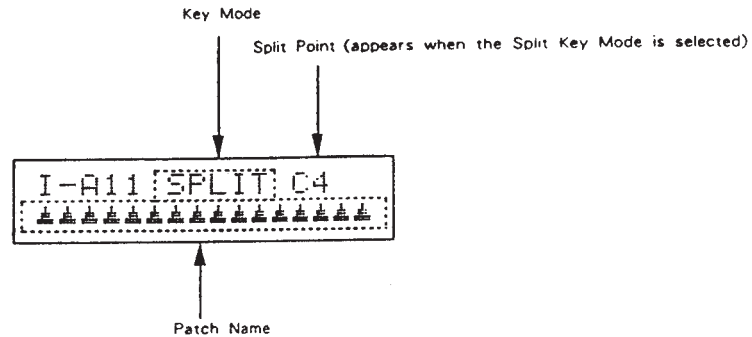 Key Mode
Split Point (appears when the Split Key Mode is selected)
I-A11 SPLIT C4
Patch Name